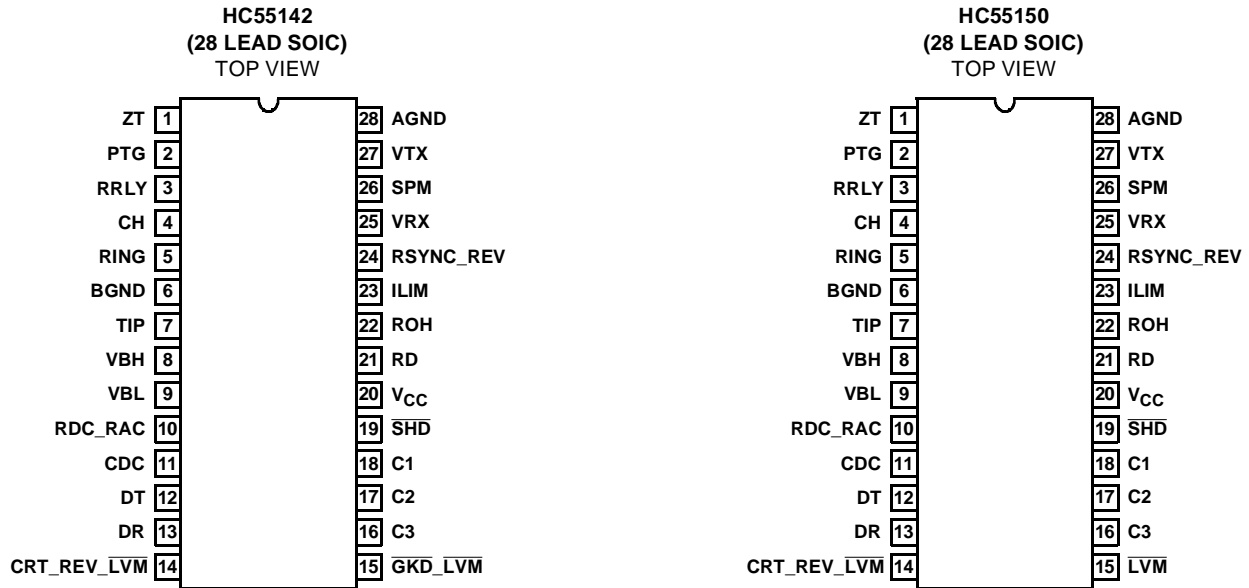 HC55142
(28 LEAD SOIC)
TOP VIEW
ZT 1
PTG 2
RRLY 3
CH 4
RING 5
BGND 6
TIP 7
VBH 8
VBL 9
RDC_RAC 10
CDC 11
DT 12
DR 13
CRT_REV_L̅V̅M̅ 14
28 AGND
27 VTX
26 SPM
25 VRX
24 RSYNC_REV
23 ILIM
22 ROH
21 RD
20 VCC
19 S̅H̅D̅
18 C1
17 C2
16 C3
15 G̅K̅D̅_L̅V̅M̅
HC55150
(28 LEAD SOIC)
TOP VIEW
ZT 1
PTG 2
RRLY 3
CH 4
RING 5
BGND 6
TIP 7
VBH 8
VBL 9
RDC_RAC 10
CDC 11
DT 12
DR 13
CRT_REV_L̅V̅M̅ 14
28 AGND
27 VTX
26 SPM
25 VRX
24 RSYNC_REV
23 ILIM
22 ROH
21 RD
20 VCC
19 S̅H̅D̅
18 C1
17 C2
16 C3
15 L̅V̅M̅